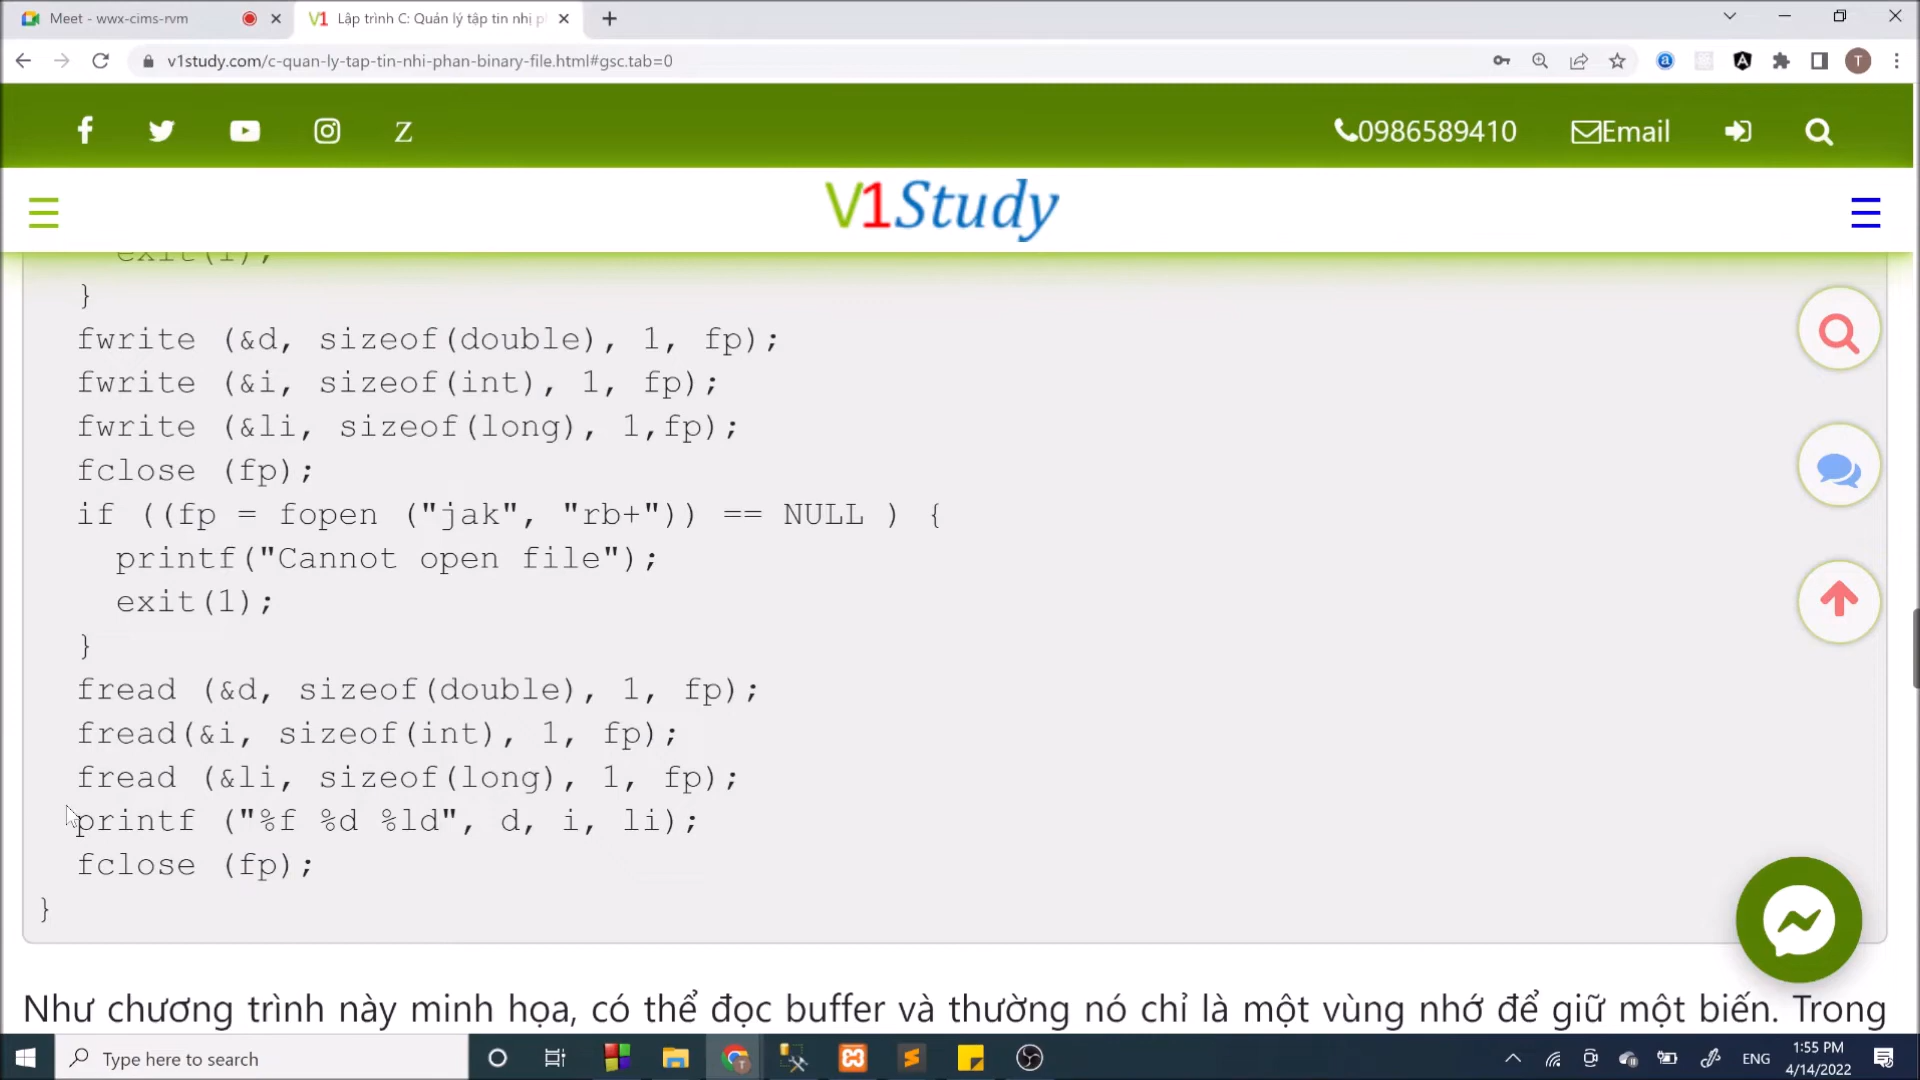 Meet - wwx-cims-rvm
Lập trình C: Quản lý tập tin nhị p
v1study.com/c-quan-ly-tap-tin-nhi-phan-binary-file.html#gsc.tab=0
T
Z
0986589410
Email
V1Study
exit(1);
}
fwrite (&d, sizeof(double), 1, fp);
fwrite (&i, sizeof(int), 1, fp);
fwrite (&li, sizeof(long), 1,fp);
fclose (fp);
if ((fp = fopen ("jak", "rb+")) == NULL ) {
printf("Cannot open file");
exit(1);
}
fread (&d, sizeof(double), 1, fp);
fread(&i, sizeof(int), 1, fp);
fread (&li, sizeof(long), 1, fp);
printf ("%f %d %ld", d, i, li);
fclose (fp);
}
Như chương trình này minh họa, có thể đọc buffer và thường nó chỉ là một vùng nhớ để giữ một biến. Trong
Type here to search
ENG
1:55 PM
4/14/2022